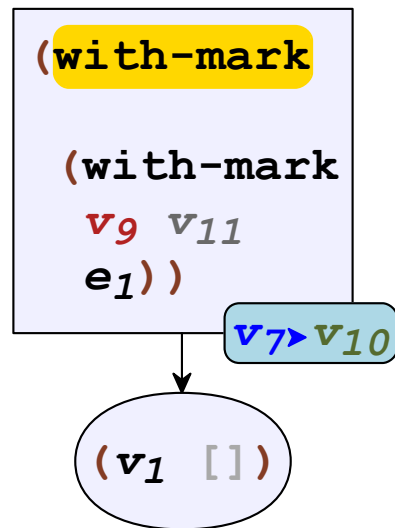 (with-mark
(with-mark
v9 v11
e1))
v7➤v10
(v1 [])